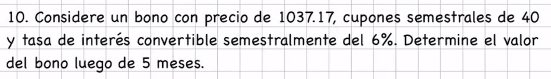 10. Considere un bono con precio de 1037.17, cupones semestrales de 40
y tasa de interés convertible semestralmente del 6%. Determine el valor
del bono luego de 5 meses.